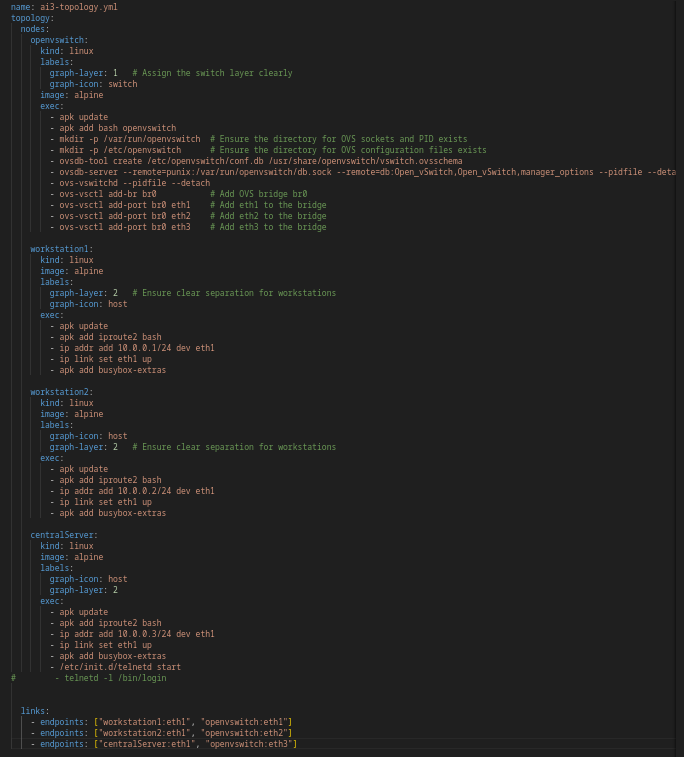 name: ai3-topology.yml
topology:
  nodes:
    openvswitch:
      kind: linux
      labels:
        graph-layer: 1   # Assign the switch layer clearly
        graph-icon: switch
      image: alpine
      exec:
        - apk update
        - apk add bash openvswitch
        - mkdir -p /var/run/openvswitch  # Ensure the directory for OVS sockets and PID exists
        - mkdir -p /etc/openvswitch      # Ensure the directory for OVS configuration files exists
        - ovsdb-tool create /etc/openvswitch/conf.db /usr/share/openvswitch/vswitch.ovsschema
        - ovsdb-server --remote=punix:/var/run/openvswitch/db.sock --remote=db:Open_vSwitch,Open_vSwitch,manager_options --pidfile --deta
        - ovs-vswitchd --pidfile --detach
        - ovs-vsctl add-br br0           # Add OVS bridge br0
        - ovs-vsctl add-port br0 eth1    # Add eth1 to the bridge
        - ovs-vsctl add-port br0 eth2    # Add eth2 to the bridge
        - ovs-vsctl add-port br0 eth3    # Add eth3 to the bridge
    workstation1:
      kind: linux
      image: alpine
      labels:
        graph-layer: 2   # Ensure clear separation for workstations
        graph-icon: host
      exec:
        - apk update
        - apk add iproute2 bash
        - ip addr add 10.0.0.1/24 dev eth1
        - ip link set eth1 up
        - apk add busybox-extras
    workstation2:
      kind: linux
      image: alpine
      labels:
        graph-icon: host
        graph-layer: 2   # Ensure clear separation for workstations
      exec:
        - apk update
        - apk add iproute2 bash
        - ip addr add 10.0.0.2/24 dev eth1
        - ip link set eth1 up
        - apk add busybox-extras
    centralServer:
      kind: linux
      image: alpine
      labels:
        graph-icon: host
        graph-layer: 2
      exec:
        - apk update
        - apk add iproute2 bash
        - ip addr add 10.0.0.3/24 dev eth1
        - ip link set eth1 up
        - apk add busybox-extras
        - /etc/init.d/telnetd start
#        - telnetd -l /bin/login
  links:
    - endpoints: ["workstation1:eth1", "openvswitch:eth1"]
    - endpoints: ["workstation2:eth1", "openvswitch:eth2"]
    - endpoints: ["centralServer:eth1", "openvswitch:eth3"]